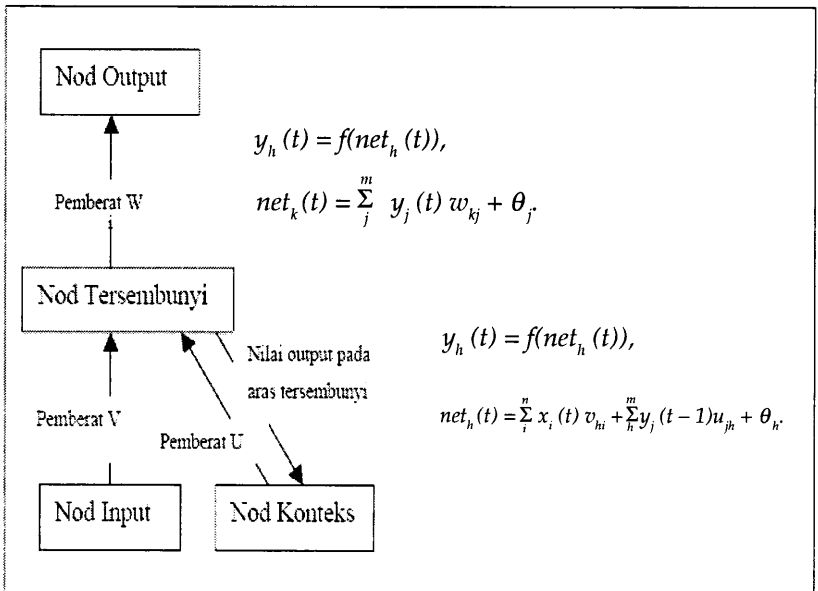 Nod Output
y_h (t) = f(net_h (t)),
Pemberat W
net_k(t) = Σ_j^m y_j (t) w_kj + θ_j.
Nod Tersembunyi
Nilai output pada
aras tersembunyi
y_h (t) = f(net_h (t)),
Pemberat V
Pemberat U
net_h(t) = Σ_i^n x_i (t) v_hi + Σ_h^m y_j (t − 1)u_jh + θ_h.
Nod Input
Nod Konteks